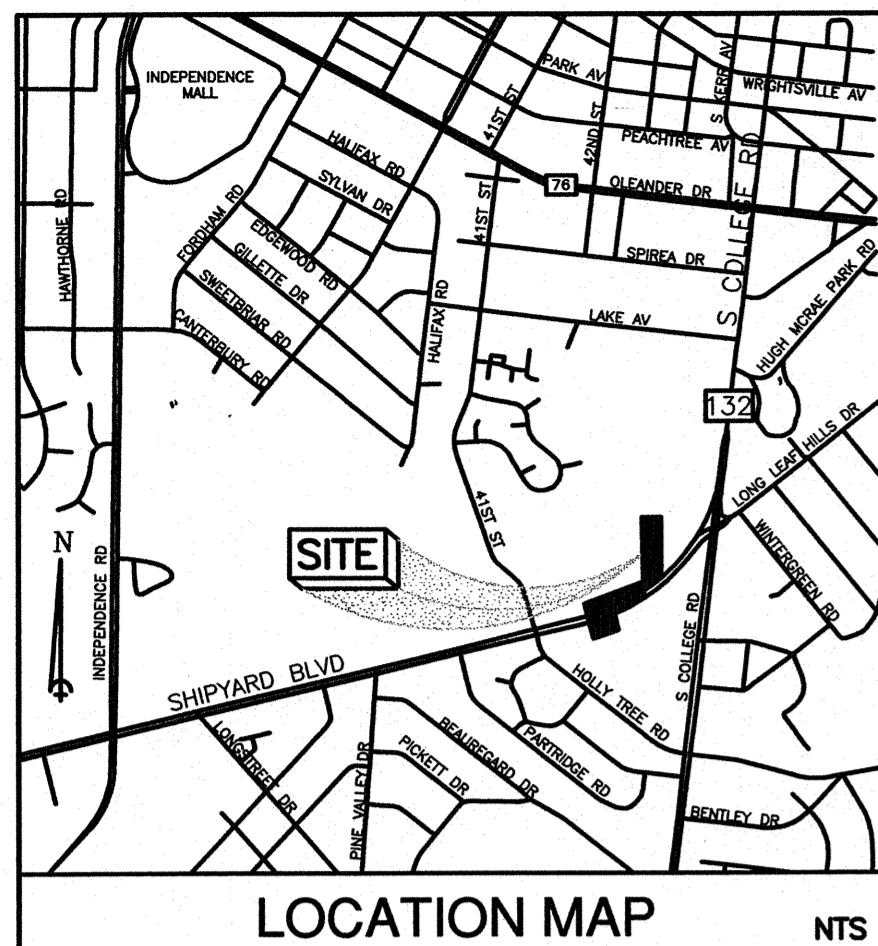 INDEPENDENCE
MALL
PARK AV
S KERR AV
WRIGHTSVILLE AV
41ST ST
42ND ST
PEACHTREE AV
HALIFAX RD
SYLVAN DR
76
OLEANDER DR
S COLLEGE RD
HAWTHORNE RD
FORDHAM RD
EDGEWOOD RD
GILLETTE DR
41ST ST
SPIREA DR
SWEETBRIAR RD
HALIFAX RD
LAKE AV
HUGH MCRAE PARK RD
CANTERBURY RD
132
LONG LEAF HILLS DR
41ST ST
WINTERGREEN RD
N
SITE
INDEPENDENCE RD
SHIPYARD BLVD
S COLLEGE RD
HOLLY TREE RD
LONGSTREET DR
PINE VALLEY DR
PICKETT DR
BEAUREGARD DR
PARTRIDGE RD
BENTLEY DR
LOCATION MAP
NTS